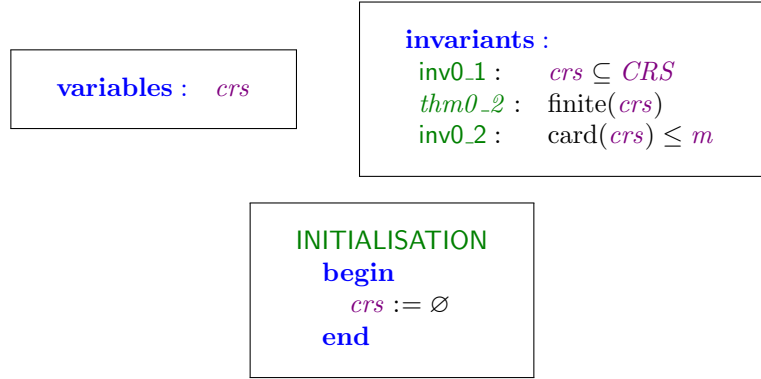 variables :   crs
invariants :
inv0_1 :   crs ⊆ CRS
thm0_2 :   finite(crs)
inv0_2 :   card(crs) ≤ m
INITIALISATION
begin
crs := ∅
end